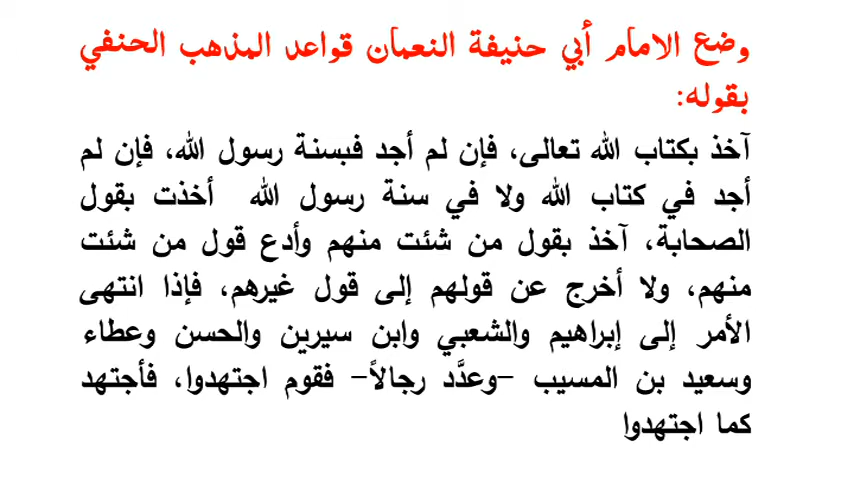 وضع الامام أبي حنيفة النعمان قواعد المذهب الحنفي
بقوله:
آخذ بكتاب الله تعالى، فإن لم أجد فبسنة رسول الله، فإن لم
أجد في كتاب الله ولا في سنة رسول الله أخذت بقول
الصحابة، آخذ بقول من شئت منهم وأدع قول من شئت
منهم، ولا أخرج عن قولهم إلى قول غيرهم، فإذا انتهى
الأمر إلى إبراهيم والشعبي وابن سيرين والحسن وعطاء
وسعيد بن المسيب –وعدَّد رجالاً– فقوم اجتهدوا، فأجتهد
كما اجتهدوا